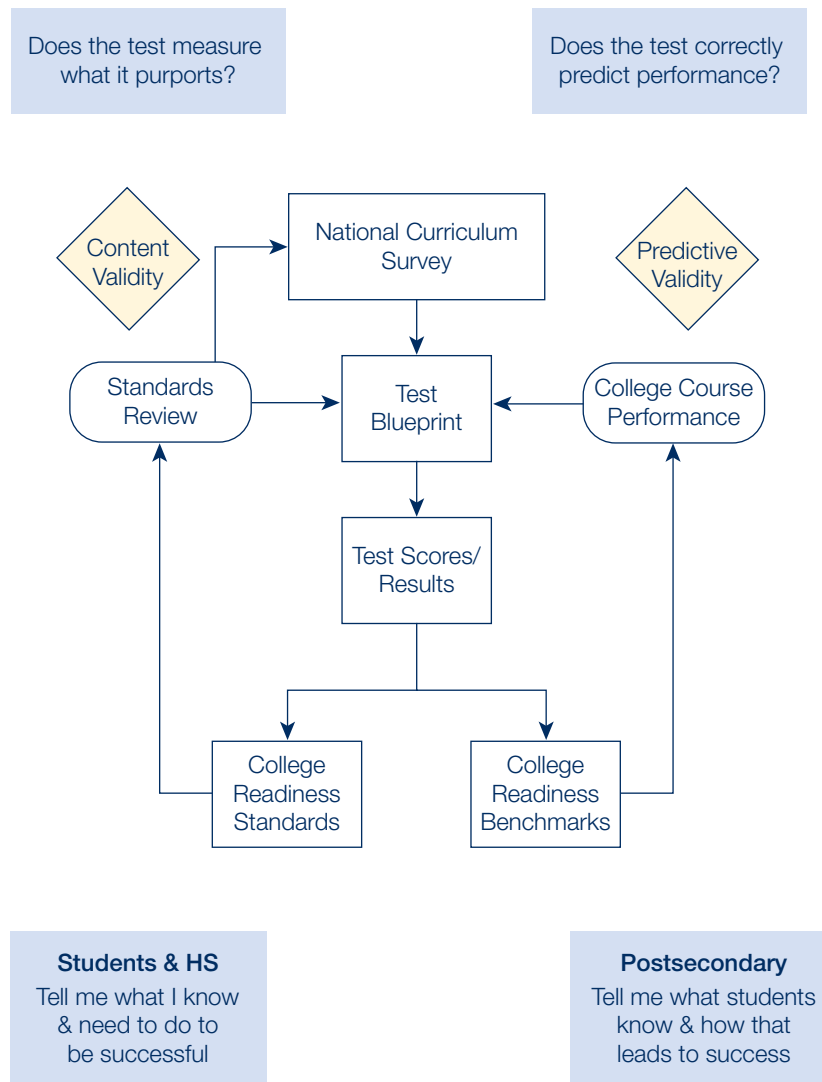 Does the test measure
what it purports?
Does the test correctly
predict performance?
Content
Validity
National Curriculum
Survey
Predictive
Validity
Standards
Review
Test
Blueprint
College Course
Performance
Test Scores/
Results
College
Readiness
Standards
College
Readiness
Benchmarks
Students & HS
Tell me what I know
& need to do to
be successful
Postsecondary
Tell me what students
know & how that
leads to success